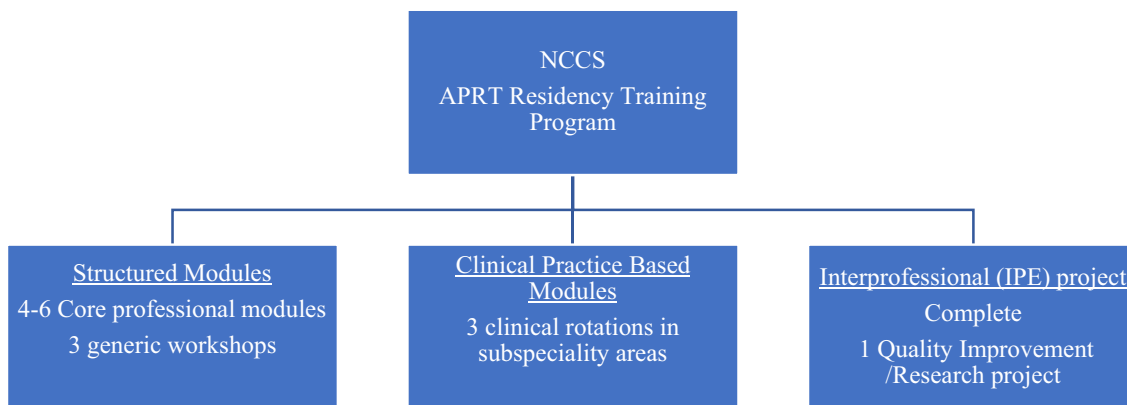 NCCS
APRT Residency Training
Program
Structured Modules
4-6 Core professional modules
3 generic workshops
Clinical Practice Based
Modules
3 clinical rotations in
subspeciality areas
Interprofessional (IPE) project
Complete
1 Quality Improvement
/Research project